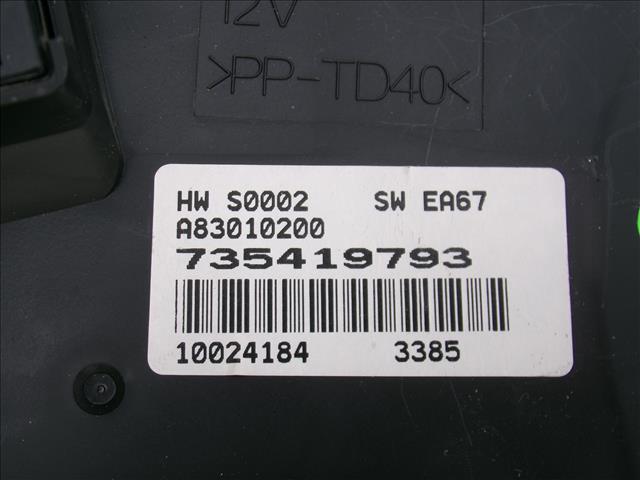 12V
>PP-TD40<
HW S0002 SW EA67
A83010200
735419793
10024184 3385